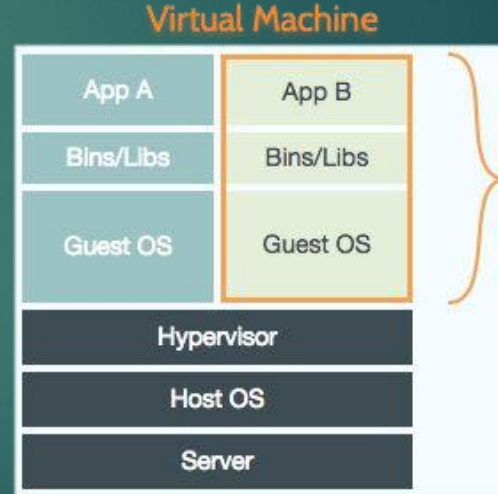 Virtual Machine
App A
App B
Bins/Libs
Bins/Libs
Guest OS
Guest OS
Hypervisor
Host OS
Server